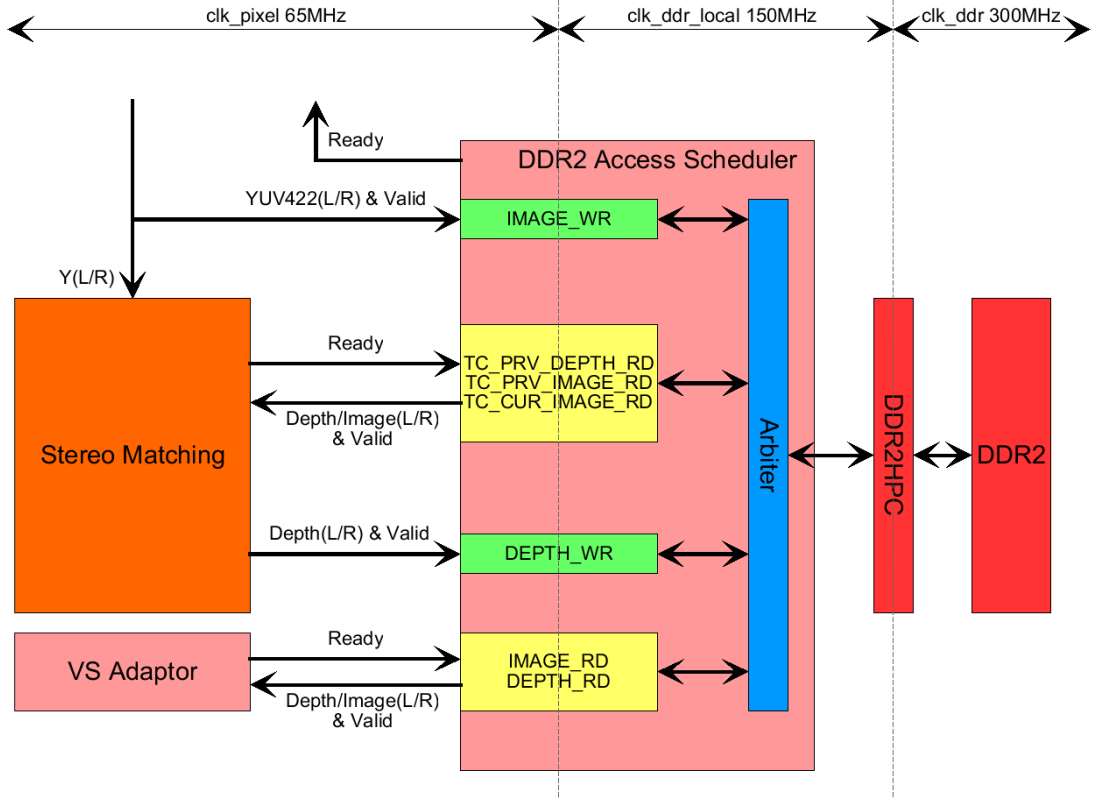 clk_pixel 65MHz
clk_ddr_local 150MHz
clk_ddr 300MHz
Ready
DDR2 Access Scheduler
YUV422(L/R) & Valid
IMAGE_WR
Y(L/R)
Ready
TC_PRV_DEPTH_RD
TC_PRV_IMAGE_RD
TC_CUR_IMAGE_RD
Depth/Image(L/R)
& Valid
Stereo Matching
Arbiter
DDR2HPC
DDR2
Depth(L/R) & Valid
DEPTH_WR
Ready
VS Adaptor
IMAGE_RD
DEPTH_RD
Depth/Image(L/R)
& Valid